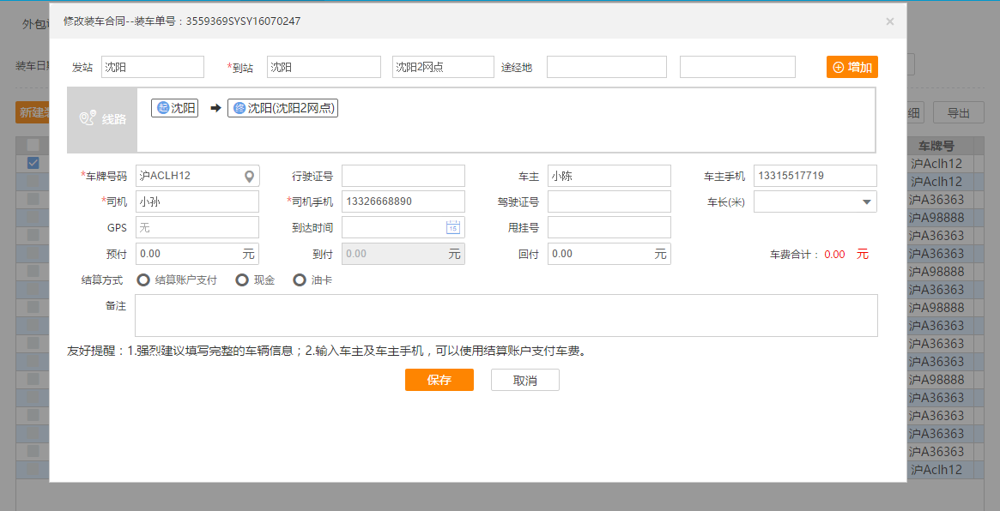 修改装车合同--装车单号：3559369SYSY16070247
×
外包
装车日
发站 沈阳 *到站 沈阳 沈阳2网点 途经地 增加
新建
线路 起 沈阳 终 沈阳(沈阳2网点)
细 导出
车牌号
*车牌号码 沪ACLH12 行驶证号 车主 小陈 车主手机 13315517719
*司机 小孙 *司机手机 13326668890 驾驶证号 车长(米)
GPS 无 到达时间 15 甩挂号
预付 0.00 元 到付 0.00 元 回付 0.00 元 车费合计： 0.00 元
结算方式 结算账户支付 现金 油卡
备注
友好提醒：1.强烈建议填写完整的车辆信息；2.输入车主及车主手机，可以使用结算账户支付车费。
保存 取消
沪Aclh12
沪Aclh12
沪A36363
沪A98888
沪A36363
沪A36363
沪A98888
沪A36363
沪A98888
沪A36363
沪A36363
沪A36363
沪A98888
沪A36363
沪A36363
沪A36363
沪A36363
沪Aclh12